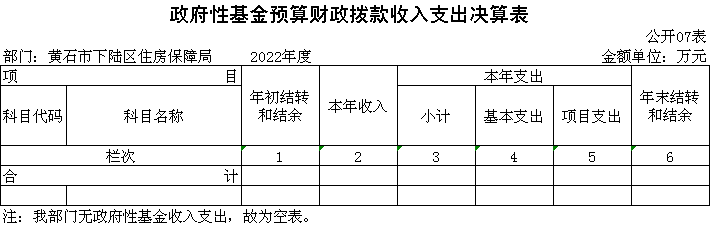 政府性基金预算财政拨款收入支出决算表
公开07表
部门：黄石市下陆区住房保障局 2022年度 金额单位：万元
项 目 年初结转和结余 本年收入 本年支出 年末结转和结余
科目代码 科目名称 小计 基本支出 项目支出
栏次 1 2 3 4 5 6
合 计
注：我部门无政府性基金收入支出，故为空表。